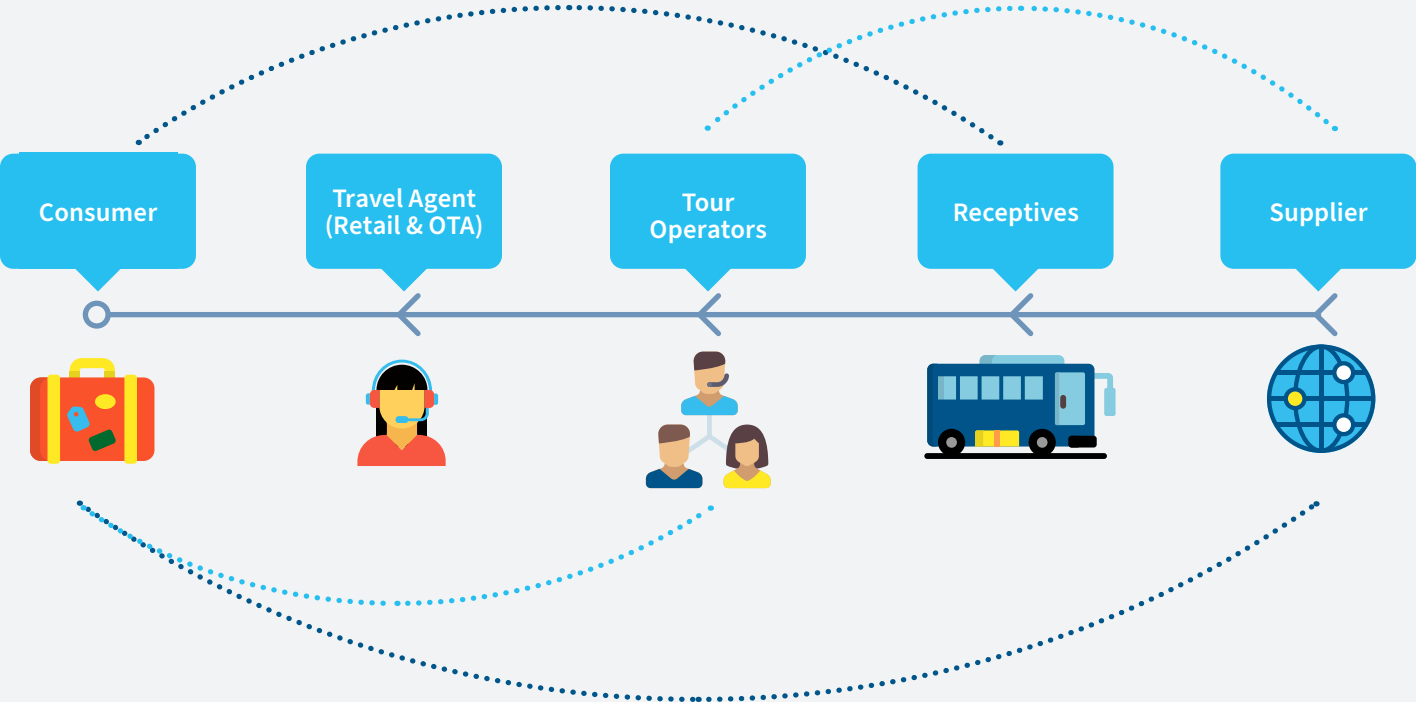 Consumer
Travel Agent
(Retail & OTA)
Tour
Operators
Receptives
Supplier